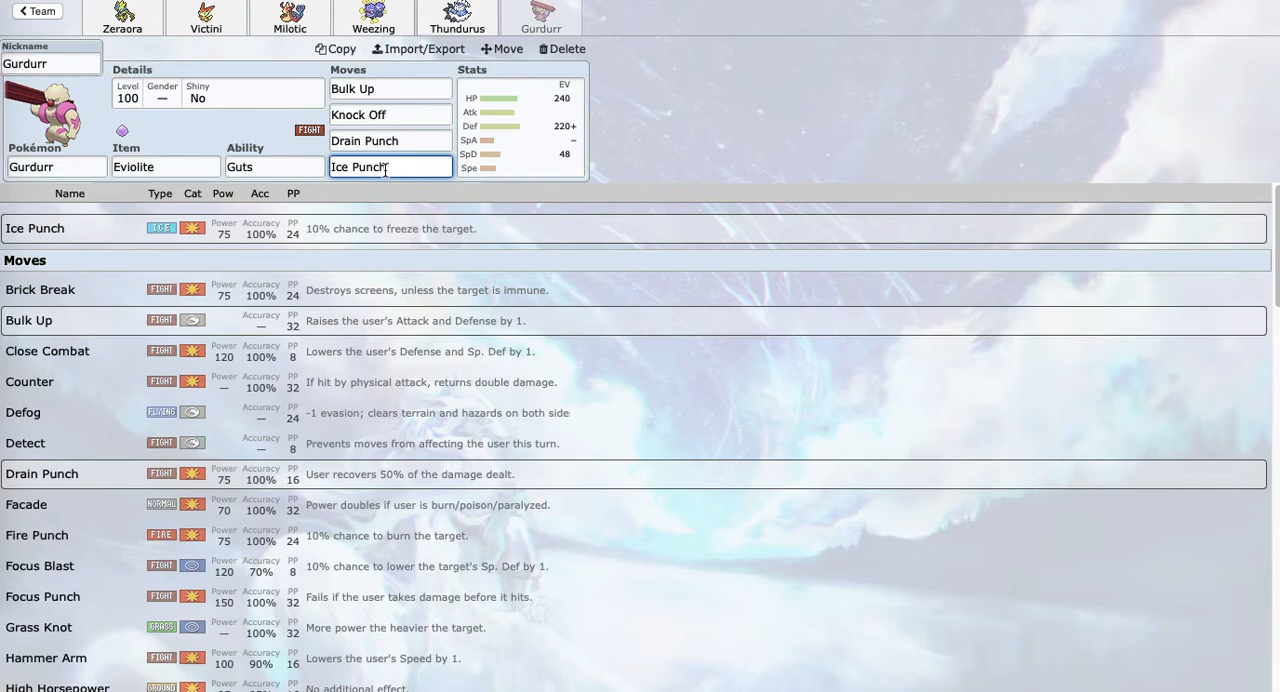 Team
Zeraora
Victini
Milotic
Weezing
Thundurus
Gurdurr
Nickname
Gurdurr
Copy
Import/Export
Move
Delete
Details
Level
100
Gender
—
Shiny
No
FIGHT
Pokémon
Gurdurr
Item
Eviolite
Ability
Guts
Moves
Bulk Up
Knock Off
Drain Punch
Ice Punch
Stats
EV
HP 240
Atk
Def 220+
SpA –
SpD 48
Spe
Name Type Cat Pow Acc PP
Ice Punch ICE Power 75 Accuracy 100% PP 24 10% chance to freeze the target.
Moves
Brick Break FIGHT Power 75 Accuracy 100% PP 24 Destroys screens, unless the target is immune.
Bulk Up FIGHT Accuracy — PP 32 Raises the user's Attack and Defense by 1.
Close Combat FIGHT Power 120 Accuracy 100% PP 8 Lowers the user's Defense and Sp. Def by 1.
Counter FIGHT Power — Accuracy 100% PP 32 If hit by physical attack, returns double damage.
Defog FLYING Accuracy — PP 24 -1 evasion; clears terrain and hazards on both side
Detect FIGHT Accuracy — PP 8 Prevents moves from affecting the user this turn.
Drain Punch FIGHT Power 75 Accuracy 100% PP 16 User recovers 50% of the damage dealt.
Facade NORMAL Power 70 Accuracy 100% PP 32 Power doubles if user is burn/poison/paralyzed.
Fire Punch FIRE Power 75 Accuracy 100% PP 24 10% chance to burn the target.
Focus Blast FIGHT Power 120 Accuracy 70% PP 8 10% chance to lower the target's Sp. Def by 1.
Focus Punch FIGHT Power 150 Accuracy 100% PP 32 Fails if the user takes damage before it hits.
Grass Knot GRASS Power — Accuracy 100% PP 32 More power the heavier the target.
Hammer Arm FIGHT Power 100 Accuracy 90% PP 16 Lowers the user's Speed by 1.
High Horsepower GROUND Power Accuracy PP No additional effect.